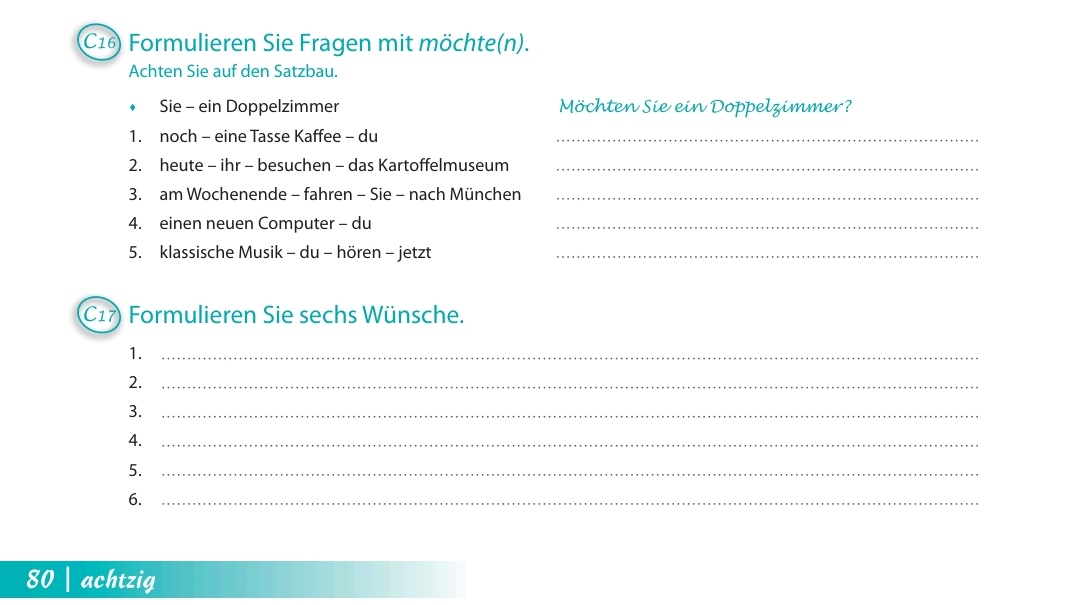 C16 Formulieren Sie Fragen mit möchte(n).
Achten Sie auf den Satzbau.
♦ Sie – ein Doppelzimmer Möchten Sie ein Doppelzimmer?
1. noch – eine Tasse Kaffee – du ................................................................
2. heute – ihr – besuchen – das Kartoffelmuseum ................................................................
3. am Wochenende – fahren – Sie – nach München ................................................................
4. einen neuen Computer – du ................................................................
5. klassische Musik – du – hören – jetzt ................................................................
C17 Formulieren Sie sechs Wünsche.
1. ................................................................
2. ................................................................
3. ................................................................
4. ................................................................
5. ................................................................
6. ................................................................
80 | achtzig